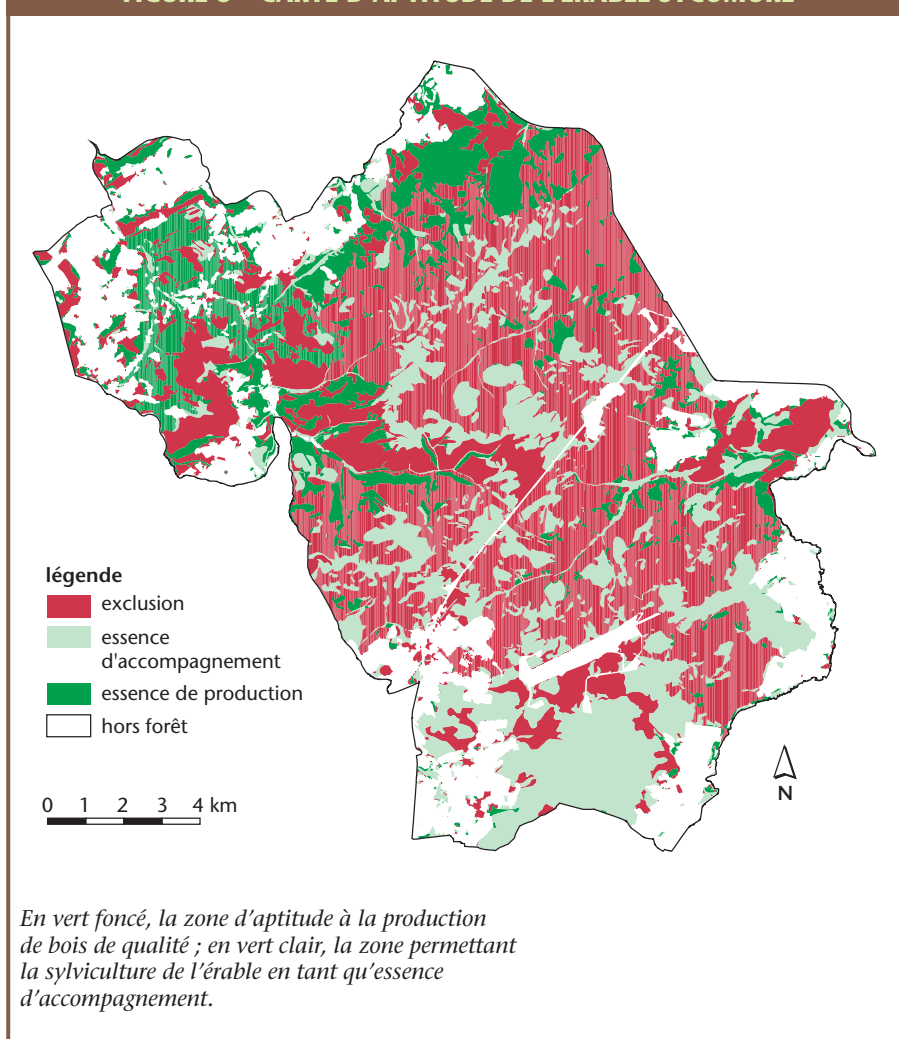 légende
exclusion
essence
d'accompagnement
essence de production
hors forêt
0 1 2 3 4 km
N
En vert foncé, la zone d'aptitude à la production
de bois de qualité ; en vert clair, la zone permettant
la sylviculture de l'érable en tant qu'essence
d'accompagnement.